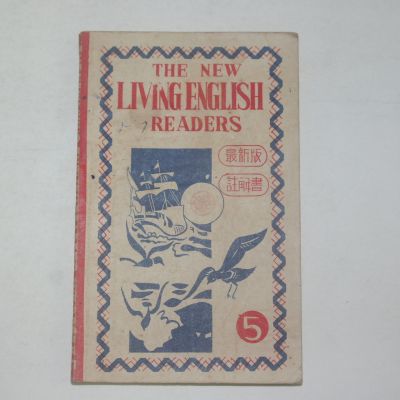 THE NEW
LIVING ENGLISH
READERS
最新版
註解書
5